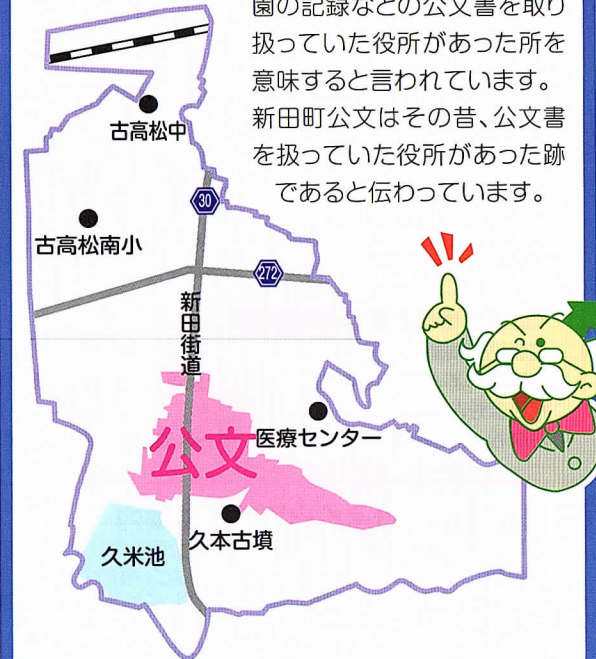 園の記録などの公文書を取り
扱っていた役所があった所を
意味すると言われています。
新田町公文はその昔、公文書
を扱っていた役所があった跡
であると伝わっています。
古高松中
30
古高松南小
272
新田街道
公文
医療センター
久本古墳
久米池